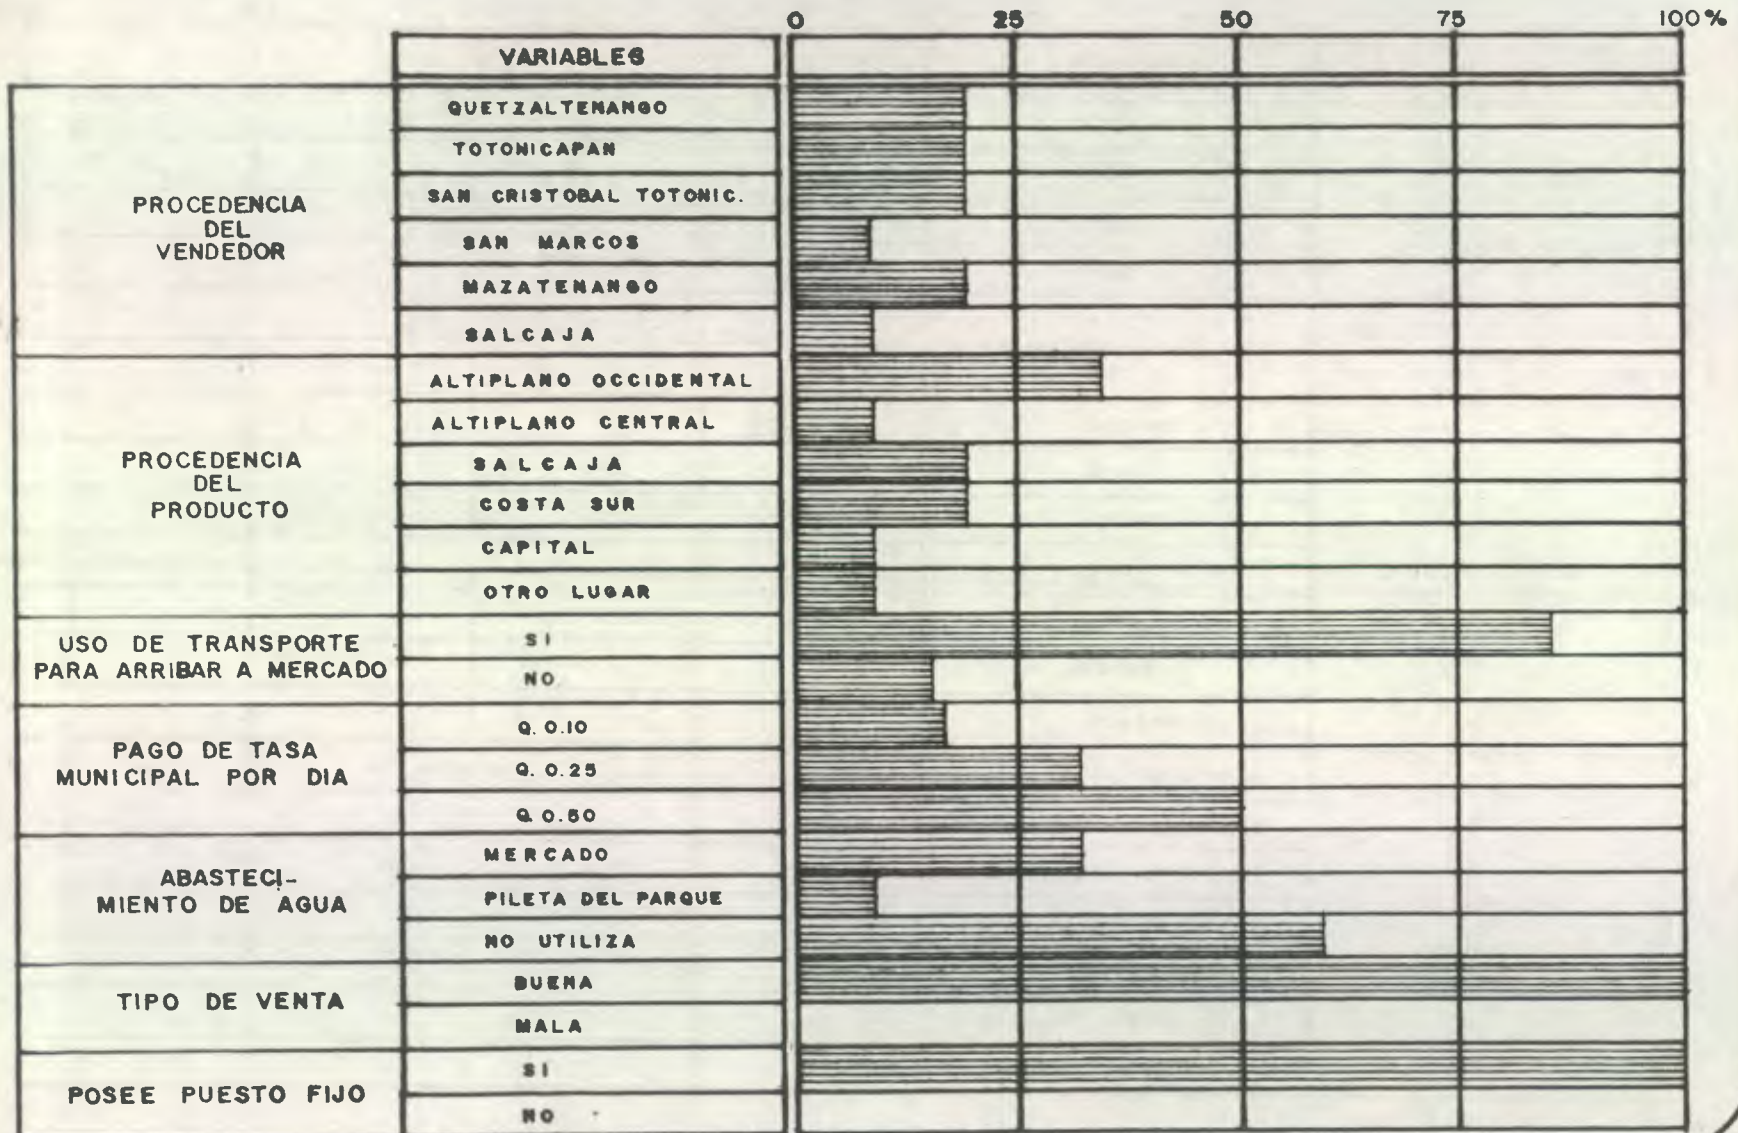 0 25 50 75 100%
VARIABLES
PROCEDENCIA
DEL
VENDEDOR
QUETZALTENANGO
TOTONICAPAN
SAN CRISTOBAL TOTONIC.
SAN MARCOS
MAZATENANGO
SALCAJA
PROCEDENCIA
DEL
PRODUCTO
ALTIPLANO OCCIDENTAL
ALTIPLANO CENTRAL
SALCAJA
COSTA SUR
CAPITAL
OTRO LUGAR
USO DE TRANSPORTE
PARA ARRIBAR A MERCADO
SI
NO
PAGO DE TASA
MUNICIPAL POR DIA
Q. 0.10
Q. 0.25
Q. 0.50
ABASTECI-
MIENTO DE AGUA
MERCADO
PILETA DEL PARQUE
NO UTILIZA
TIPO DE VENTA
BUENA
MALA
POSEE PUESTO FIJO
SI
NO